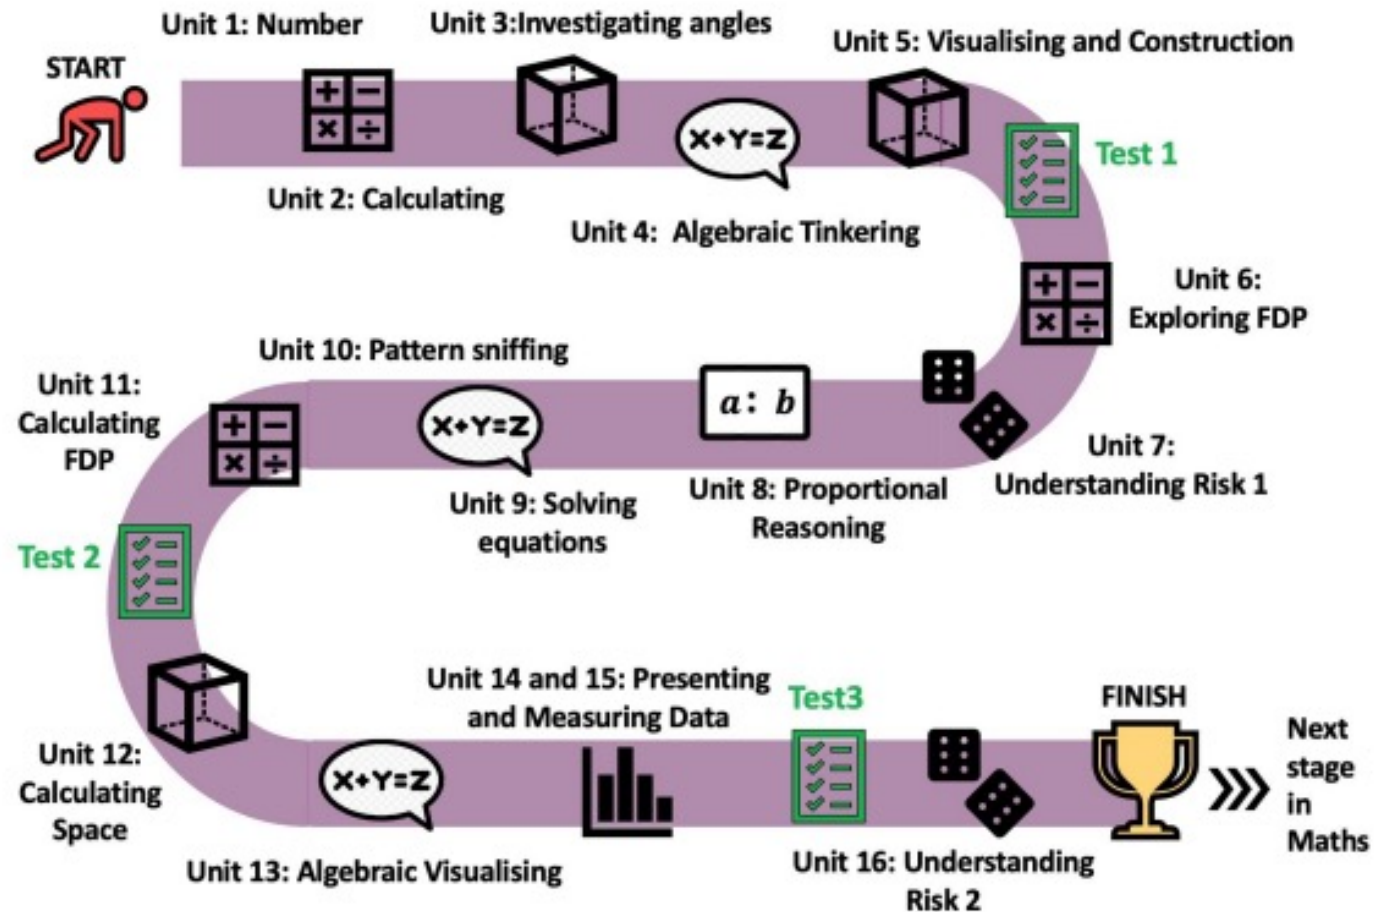 START
Unit 1: Number
+ −
× ÷
Unit 2: Calculating
Unit 3:Investigating angles
X+Y=Z
Unit 4:  Algebraic Tinkering
Unit 5: Visualising and Construction
Test 1
+ −
× ÷
Unit 6:
Exploring FDP
Unit 7:
Understanding Risk 1
a: b
Unit 8: Proportional
Reasoning
X+Y=Z
Unit 9: Solving
equations
Unit 10: Pattern sniffing
+ −
× ÷
Unit 11:
Calculating
FDP
Test 2
Unit 12:
Calculating
Space
X+Y=Z
Unit 13: Algebraic Visualising
Unit 14 and 15: Presenting
and Measuring Data
Test3
Unit 16: Understanding
Risk 2
FINISH
Next
stage
in
Maths